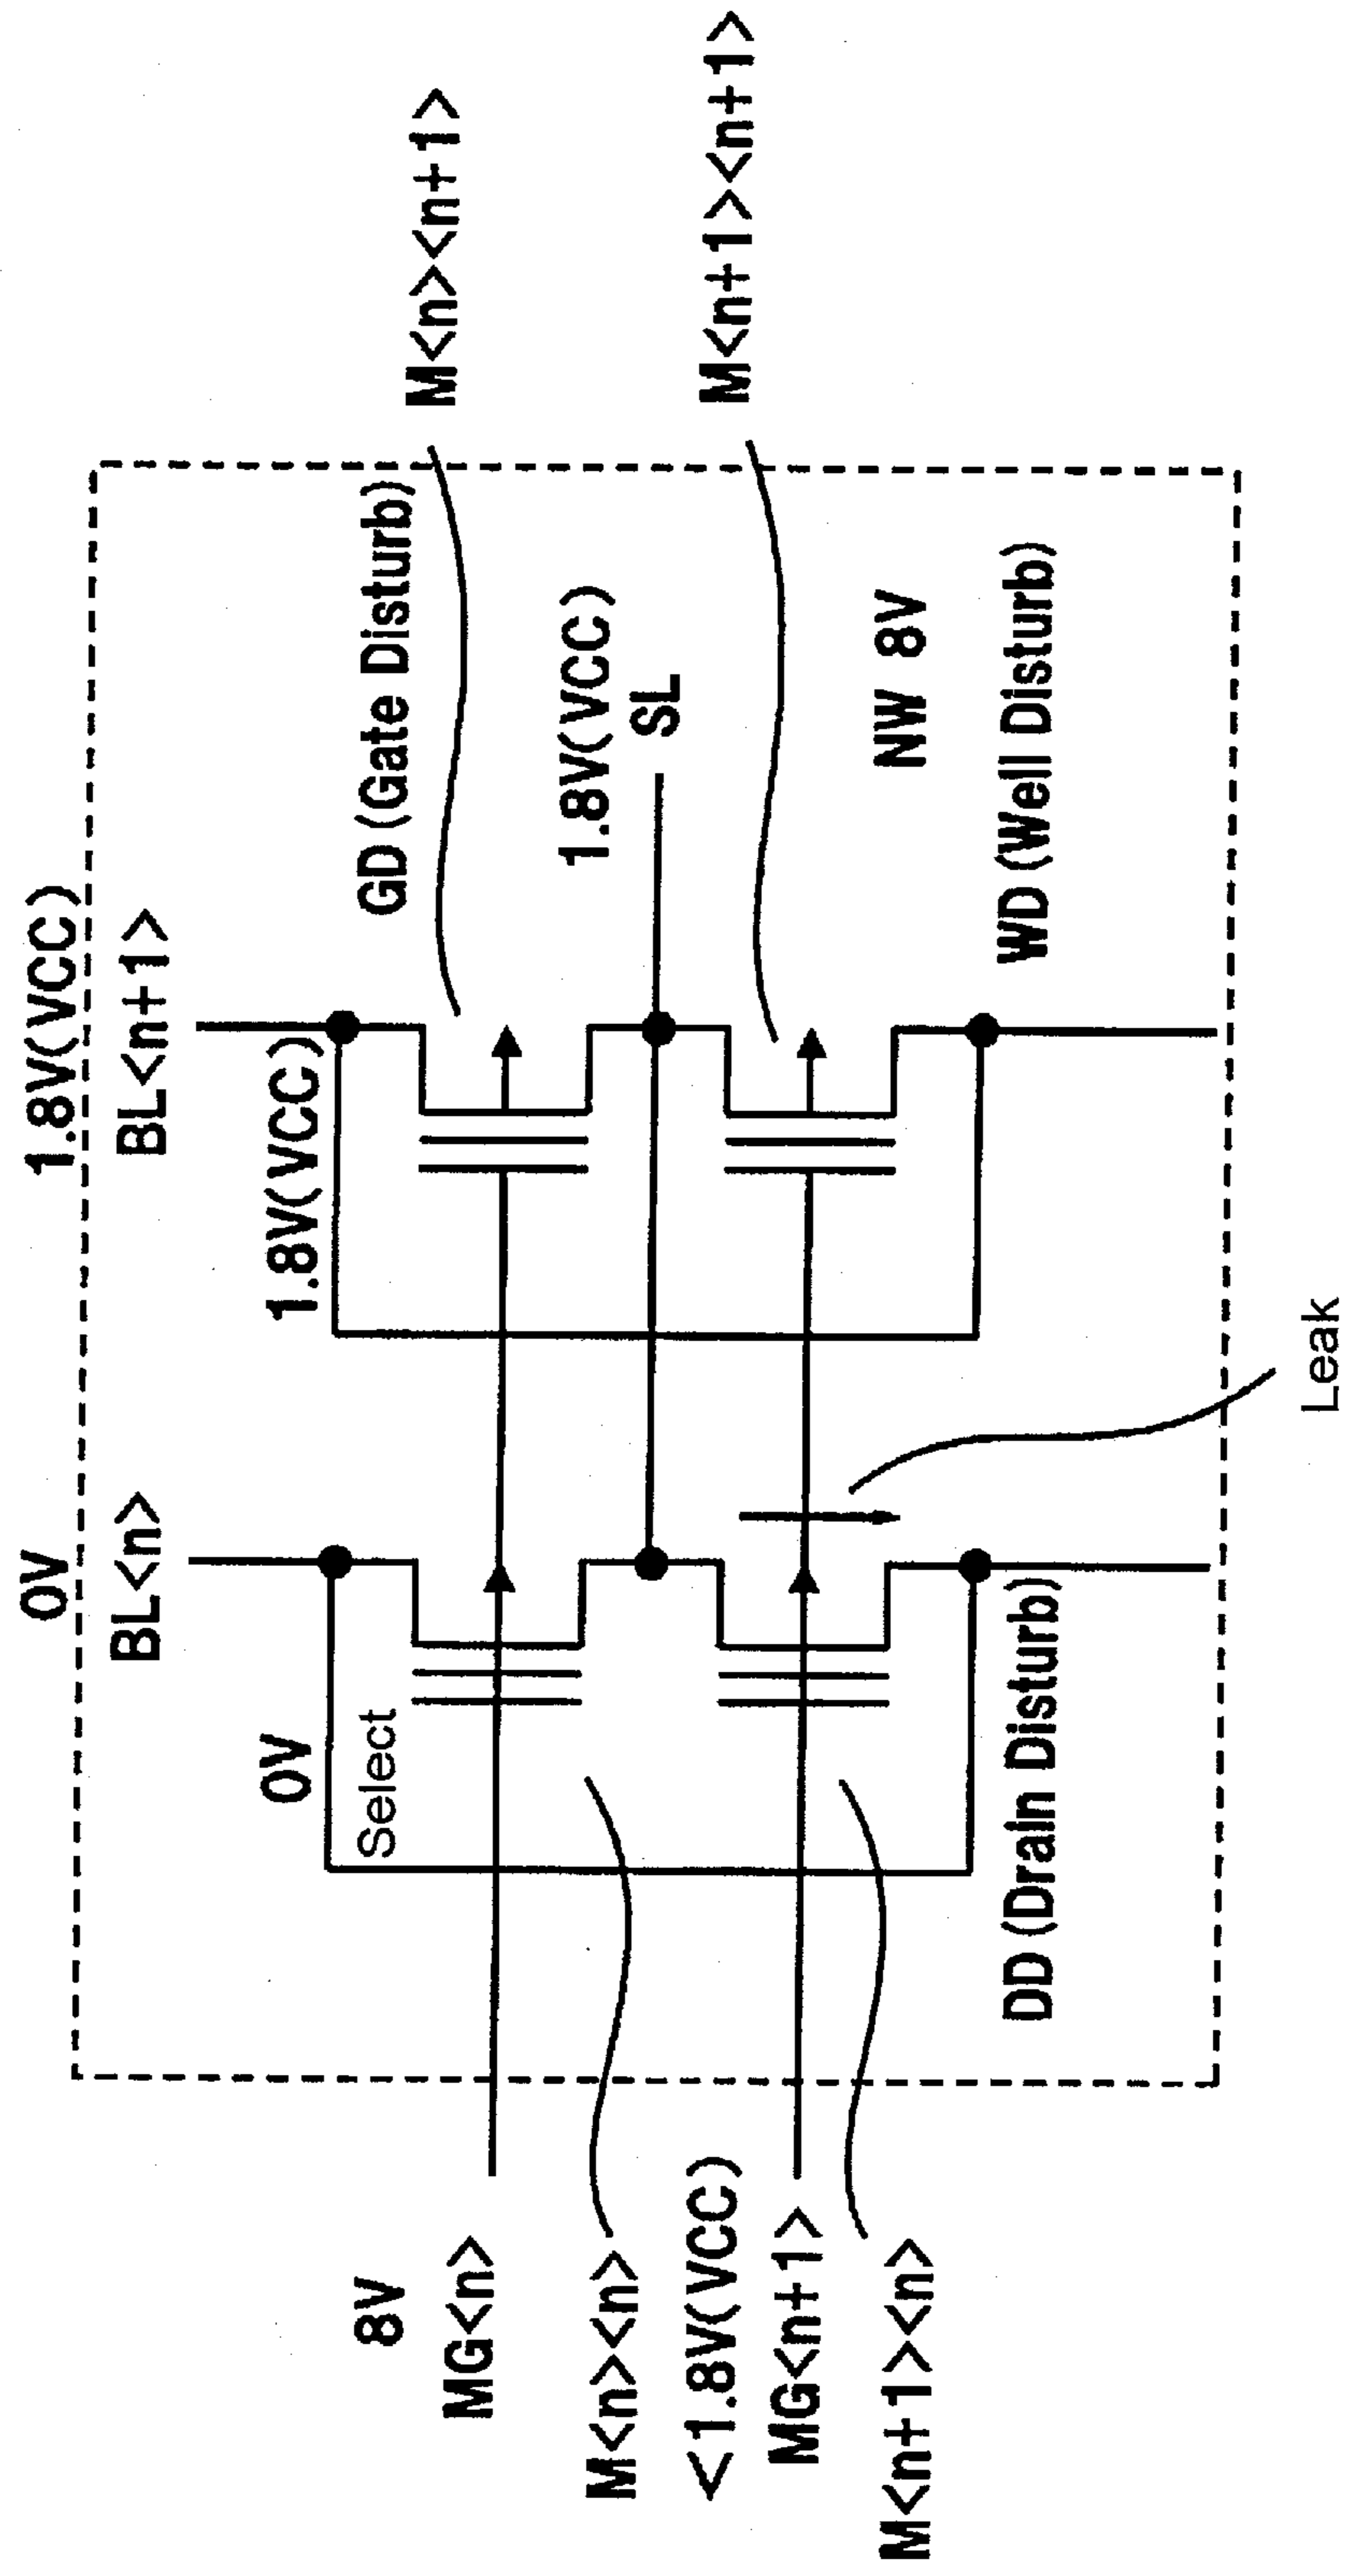 0V
1.8V(VCC)
BL<n>
BL<n+1>
0V
1.8V(VCC)
8V
Select
GD (Gate Disturb)
MG<n>
M<n><n+1>
1.8V(VCC)
M<n><n>
SL
<1.8V(VCC)
MG<n+1>
M<n+1><n+1>
M<n+1><n>
NW 8V
DD (Drain Disturb)
WD (Well Disturb)
Leak